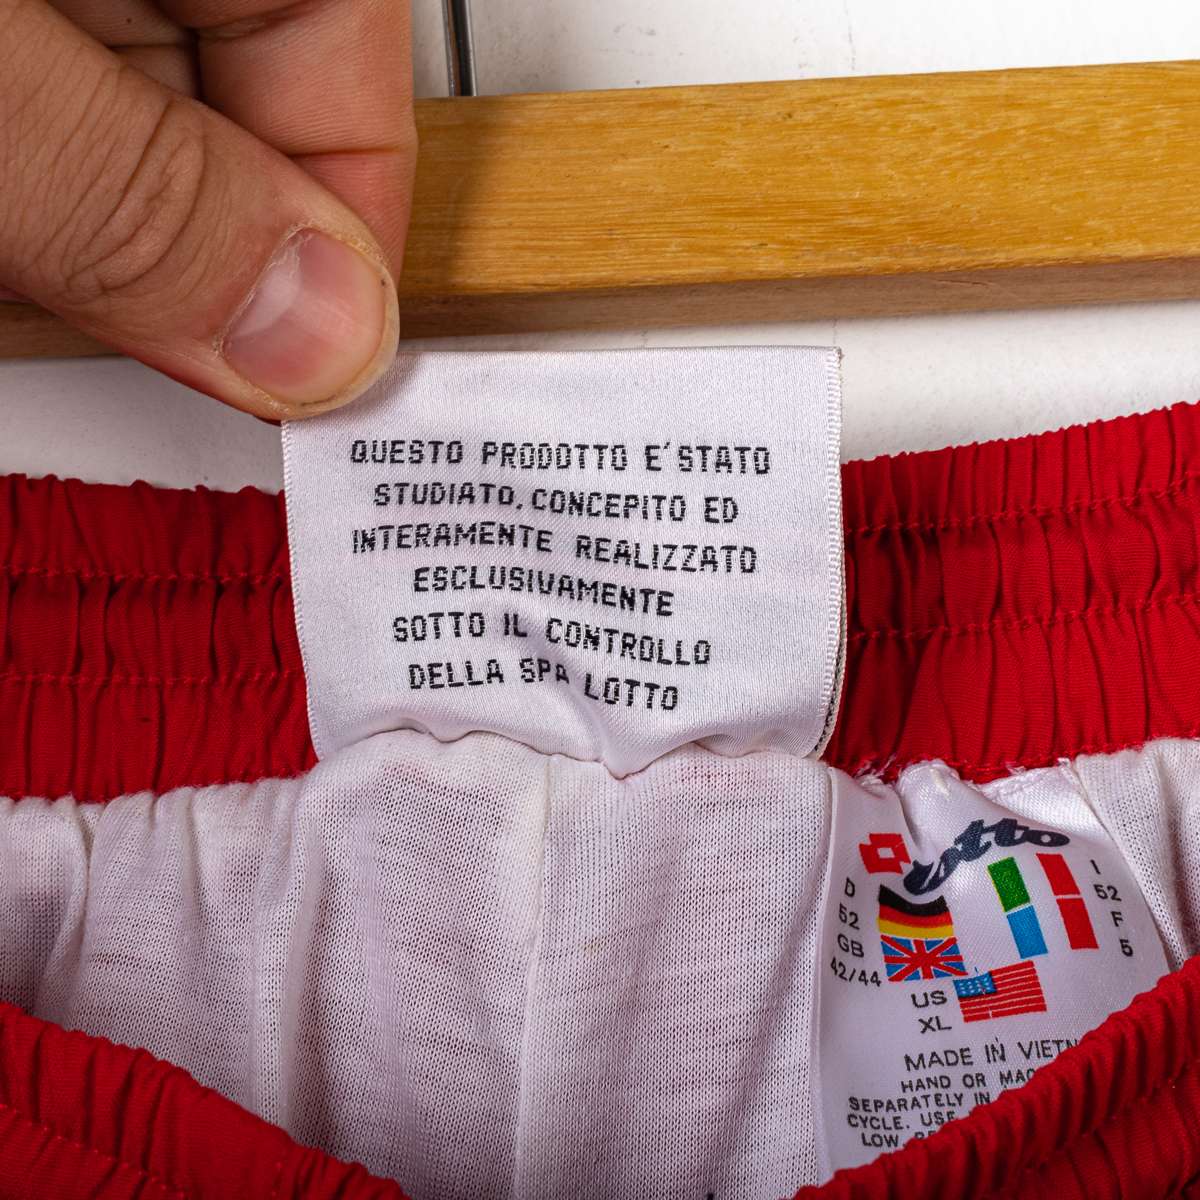 QUESTO PRODOTTO E´ STATO
STUDIATO, CONCEPITO ED
INTERAMENTE REALIZZATO
ESCLUSIVAMENTE
SOTTO IL CONTROLLO
DELLA SPA LOTTO
lotto
D
52
GB
42/44
I
52
F
5
US
XL
MADE IN
HAND OR
SEPARATELY IN
CYCLE. USE
LOW.